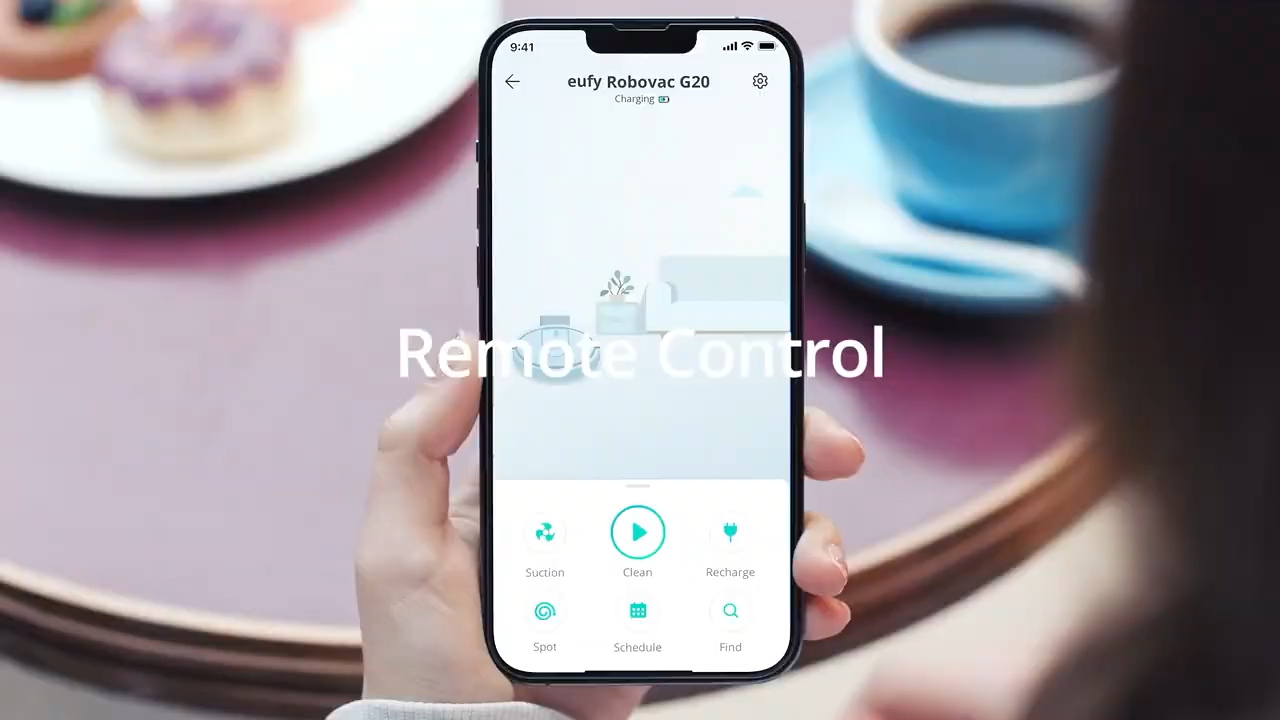 9:41
eufy Robovac G20
Charging
Remote Control
Suction
Clean
Recharge
Spot
Schedule
Find